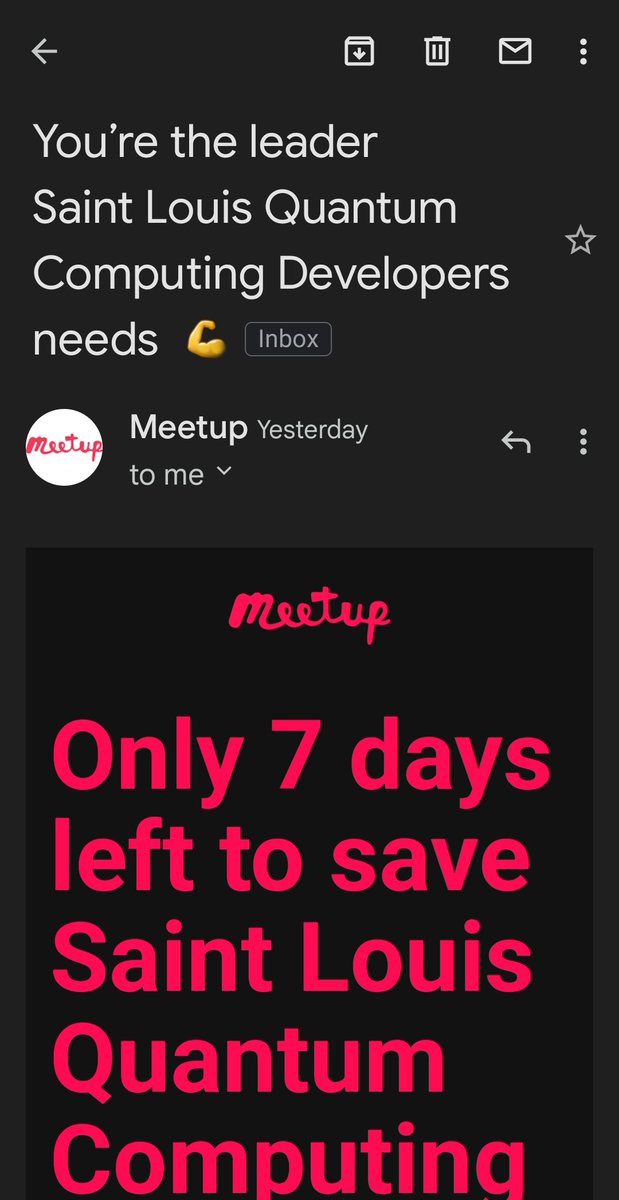 You're the leader
Saint Louis Quantum
Computing Developers
needs 💪 Inbox
meetup
Meetup Yesterday
to me
meetup
Only 7 days
left to save
Saint Louis
Quantum
Computing